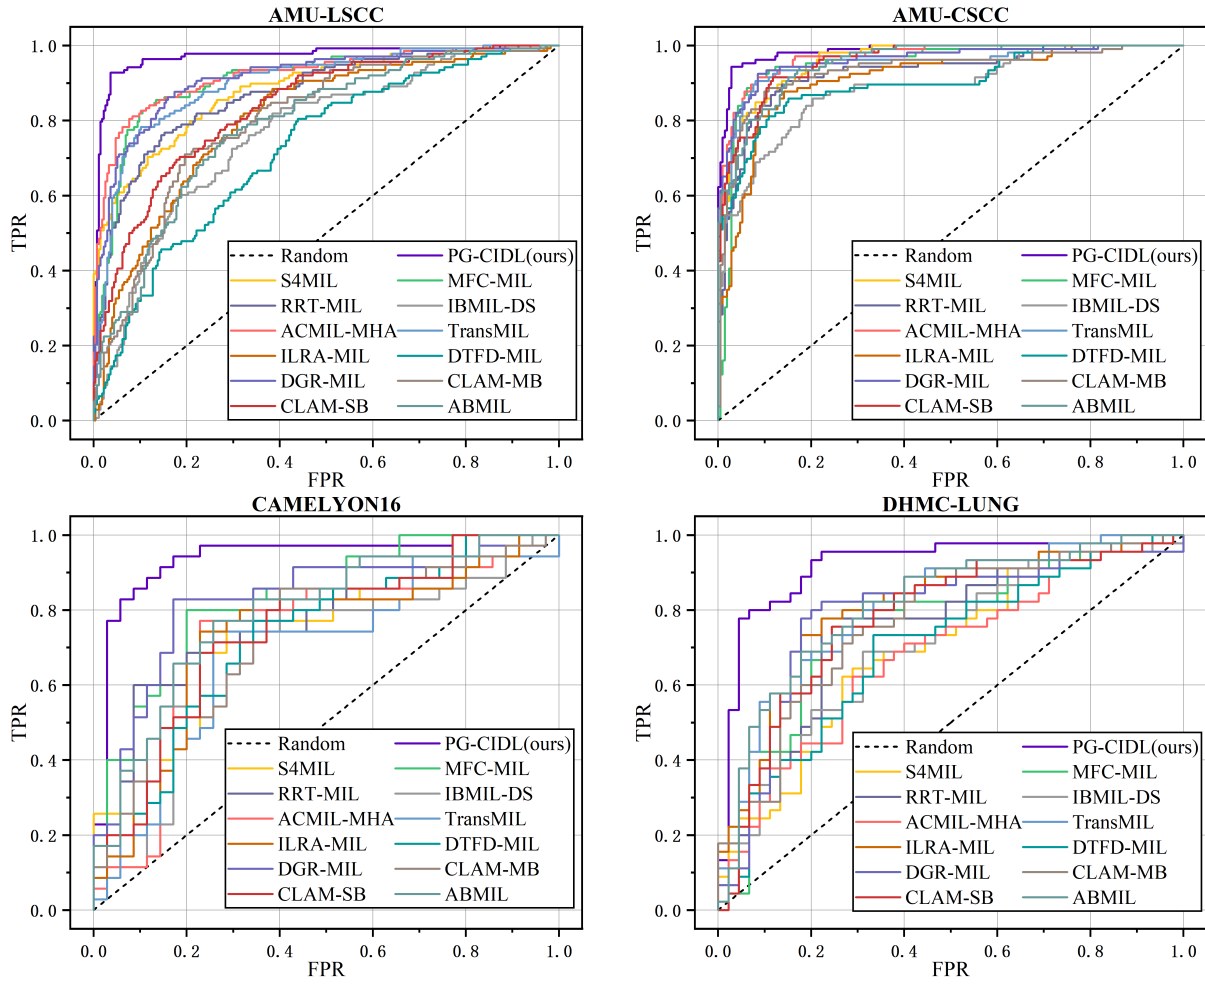 AMU-LSCC
1.0
0.8
0.6
0.4
0.2
0.0
TPR
Random PG-CIDL(ours)
S4MIL MFC-MIL
RRT-MIL IBMIL-DS
ACMIL-MHA TransMIL
ILRA-MIL DTFD-MIL
DGR-MIL CLAM-MB
CLAM-SB ABMIL
0.0 0.2 0.4 0.6 0.8 1.0
FPR
AMU-CSCC
1.0
0.8
0.6
0.4
0.2
0.0
TPR
Random PG-CIDL(ours)
S4MIL MFC-MIL
RRT-MIL IBMIL-DS
ACMIL-MHA TransMIL
ILRA-MIL DTFD-MIL
DGR-MIL CLAM-MB
CLAM-SB ABMIL
0.0 0.2 0.4 0.6 0.8 1.0
FPR
CAMELYON16
1.0
0.8
0.6
0.4
0.2
0.0
TPR
Random PG-CIDL(ours)
S4MIL MFC-MIL
RRT-MIL IBMIL-DS
ACMIL-MHA TransMIL
ILRA-MIL DTFD-MIL
DGR-MIL CLAM-MB
CLAM-SB ABMIL
0.0 0.2 0.4 0.6 0.8 1.0
FPR
DHMC-LUNG
1.0
0.8
0.6
0.4
0.2
0.0
TPR
Random PG-CIDL(ours)
S4MIL MFC-MIL
RRT-MIL IBMIL-DS
ACMIL-MHA TransMIL
ILRA-MIL DTFD-MIL
DGR-MIL CLAM-MB
CLAM-SB ABMIL
0.0 0.2 0.4 0.6 0.8 1.0
FPR